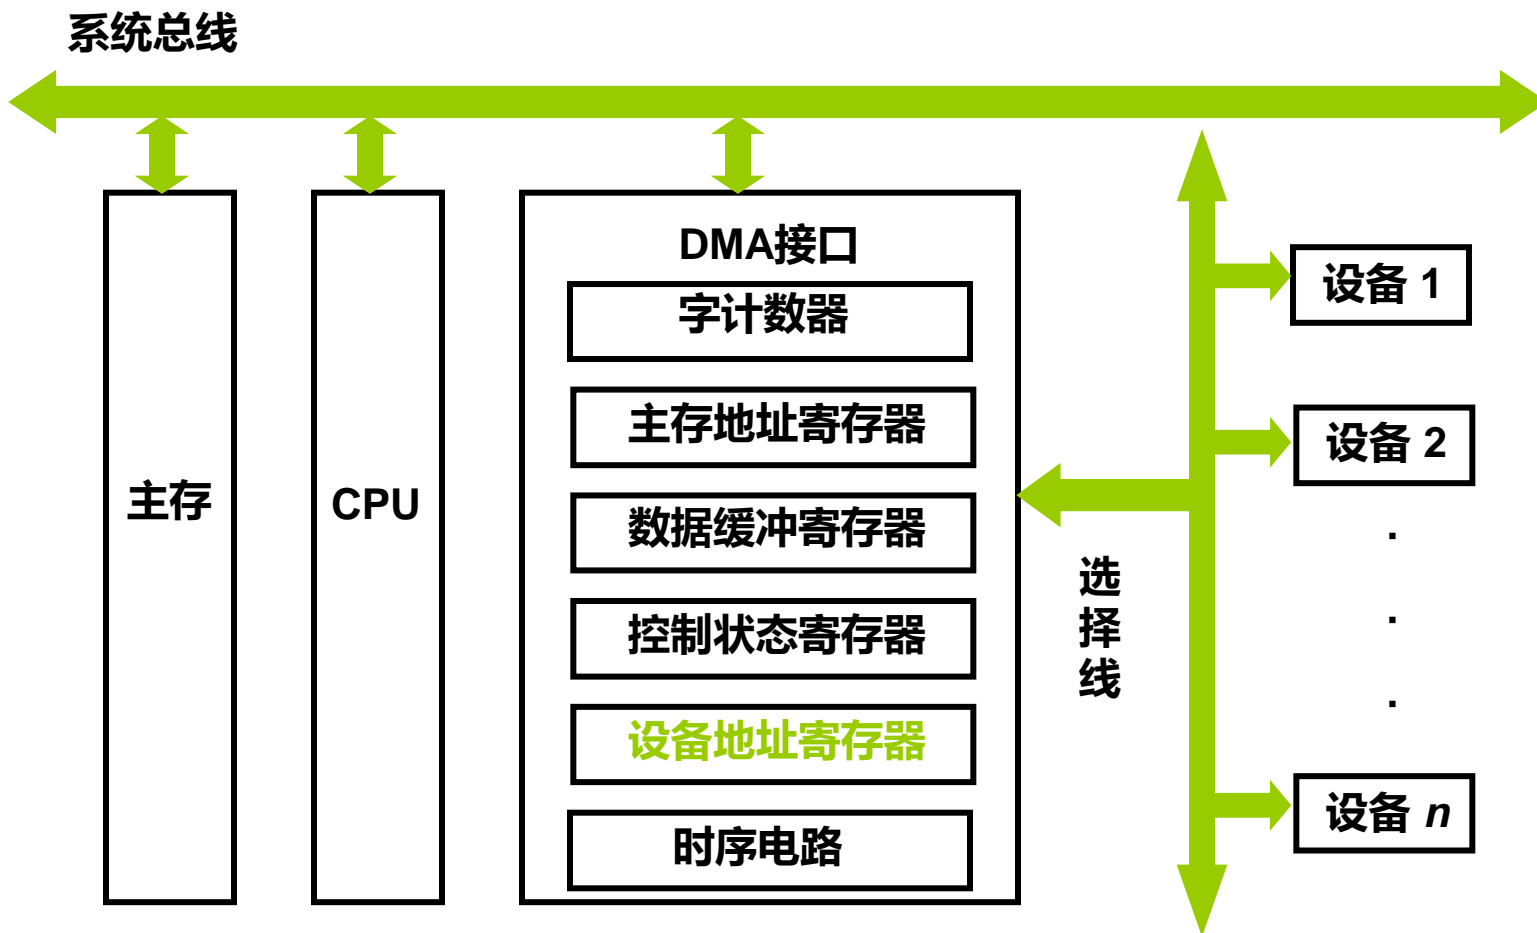 系统总线
DMA接口
字计数器
主存地址寄存器
数据缓冲寄存器
控制状态寄存器
设备地址寄存器
时序电路
主存
CPU
选择线
设备 1
设备 2
.
.
.
设备 n